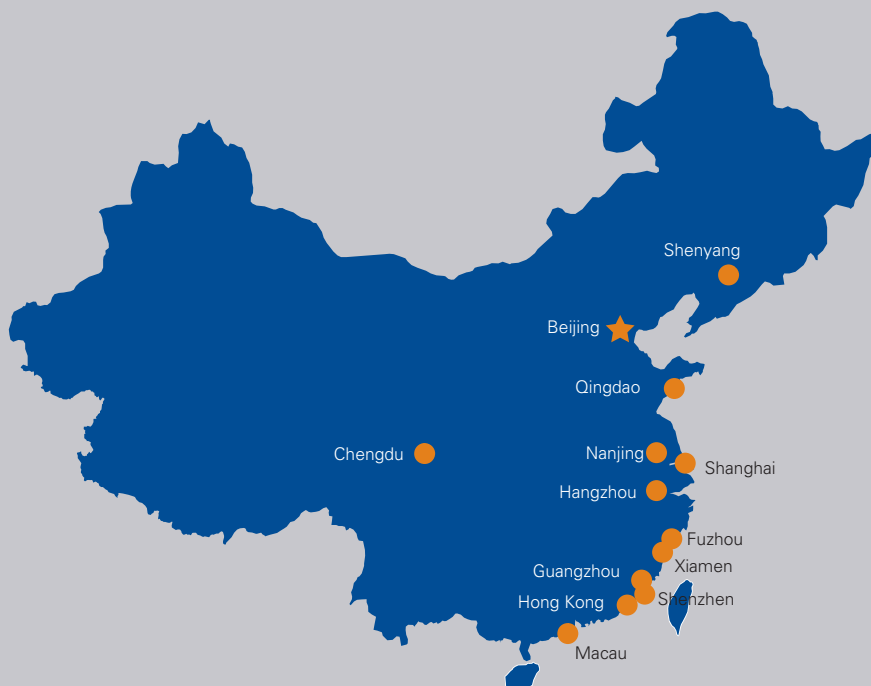 Shenyang
Beijing
Qingdao
Nanjing
Chengdu
Shanghai
Hangzhou
Fuzhou
Xiamen
Guangzhou
Shenzhen
Hong Kong
Macau